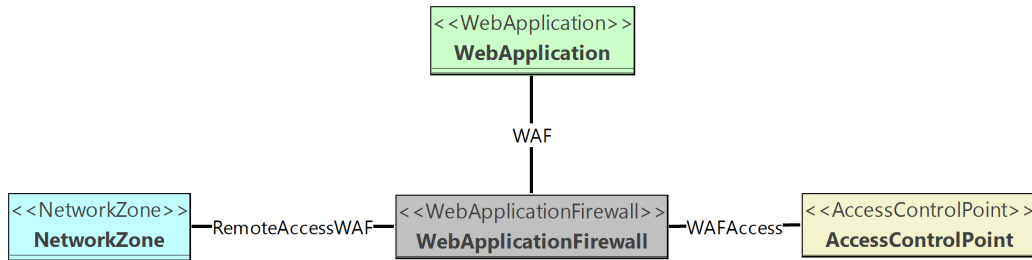 <<WebApplication>>
WebApplication
WAF
<<NetworkZone>>
NetworkZone
RemoteAccessWAF
<<WebApplicationFirewall>>
WebApplicationFirewall
WAFAccess
<<AccessControlPoint>>
AccessControlPoint